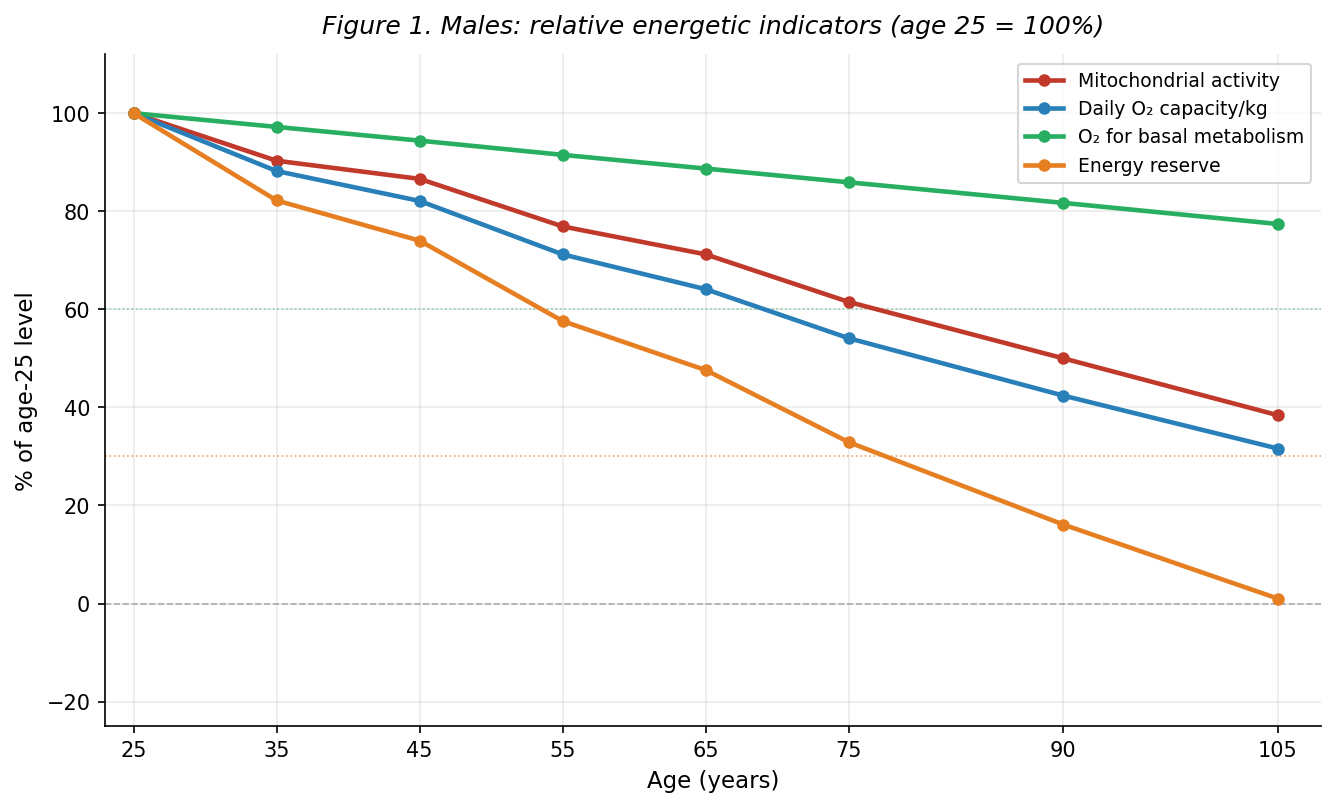 Figure 1. Males: relative energetic indicators (age 25 = 100%)
Mitochondrial activity
Daily O₂ capacity/kg
O₂ for basal metabolism
Energy reserve
% of age-25 level
100
80
60
40
20
0
−20
25 35 45 55 65 75 90 105
Age (years)